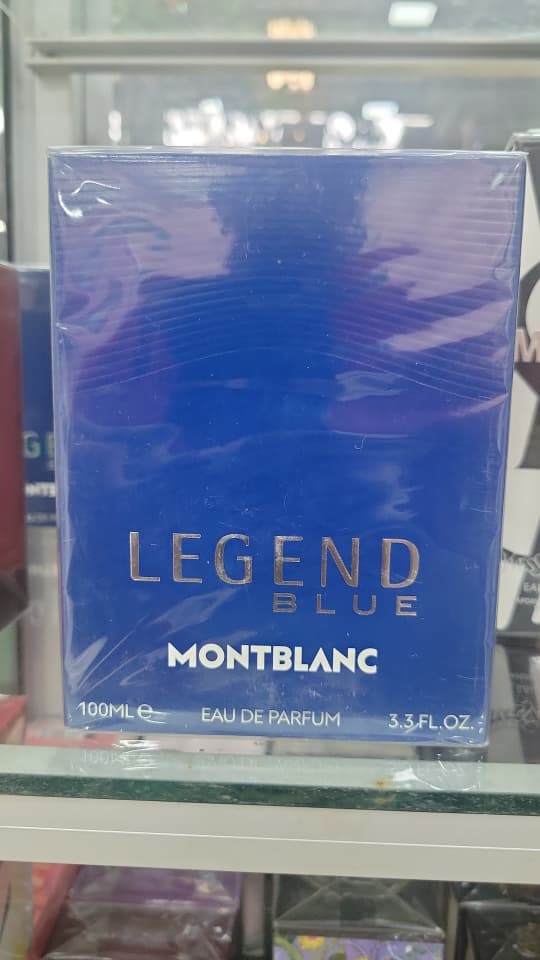 LEGEND
BLUE
MONTBLANC
100ML ℮ EAU DE PARFUM 3.3 FL.OZ.